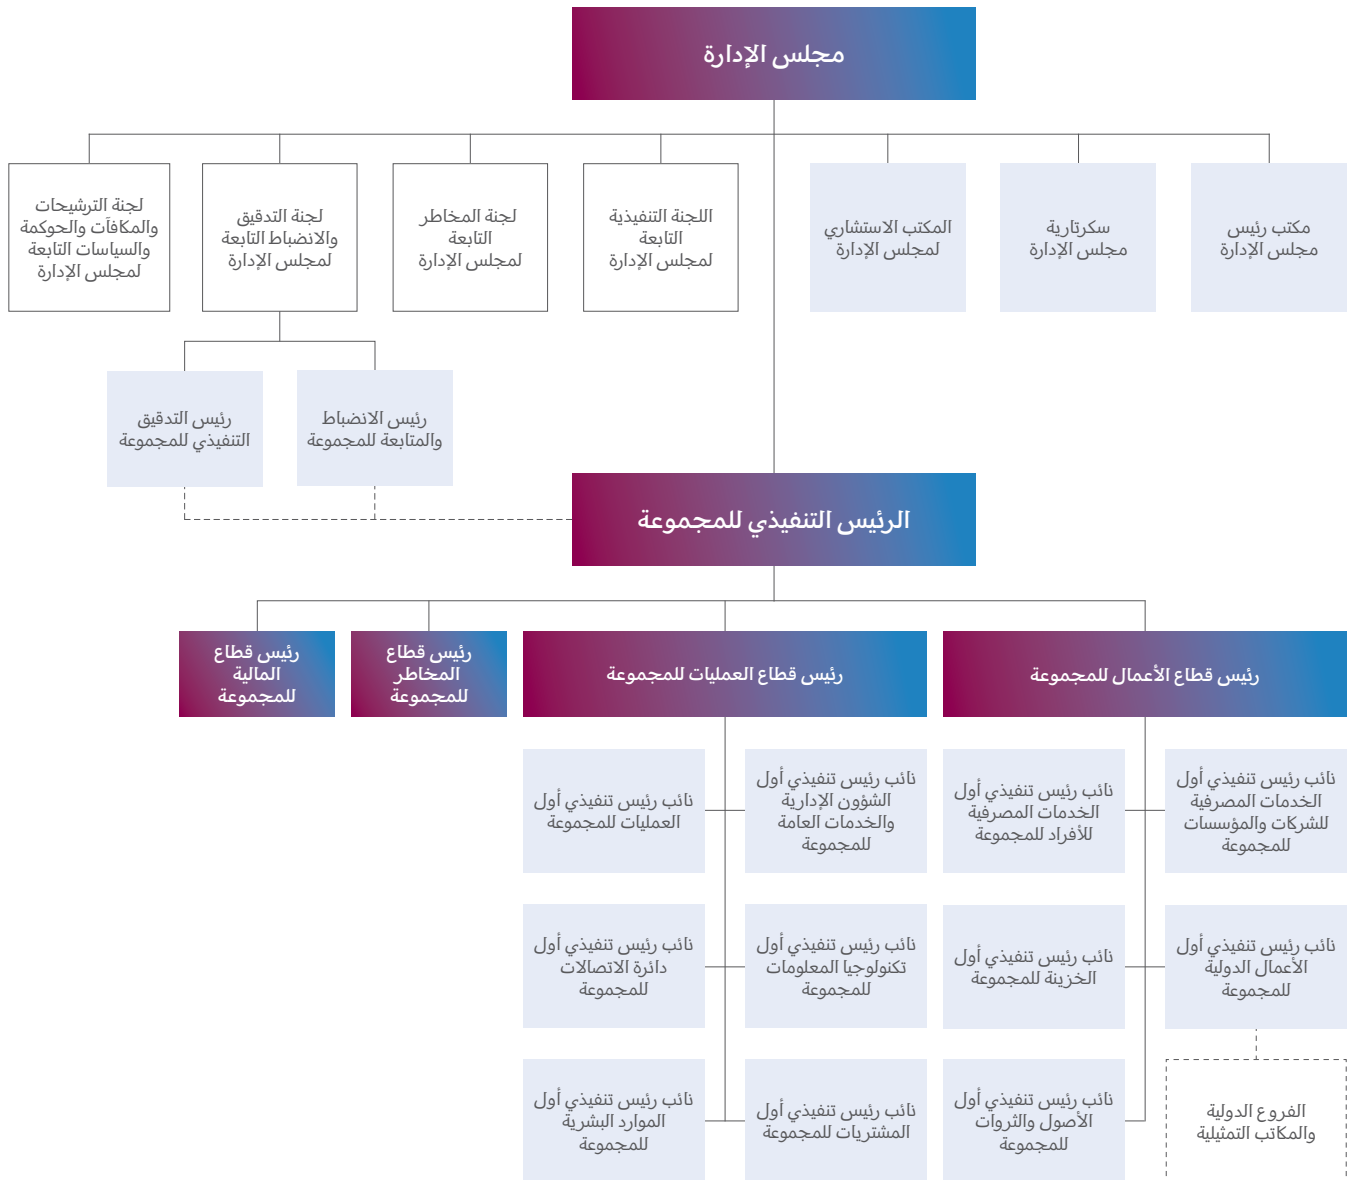 مجلس الإدارة
مكتب رئيس
مجلس الإدارة
سكرتارية
مجلس الإدارة
المكتب الاستشاري
لمجلس الإدارة
اللجنة التنفيذية
التابعة
لمجلس الإدارة
لجنة المخاطر
التابعة
لمجلس الإدارة
لجنة التدقيق
والانضباط التابعة
لمجلس الإدارة
لجنة الترشيحات
والمكافآت والحوكمة
والسياسات التابعة
لمجلس الإدارة
رئيس الانضباط
والمتابعة للمجموعة
رئيس التدقيق
التنفيذي للمجموعة
الرئيس التنفيذي للمجموعة
رئيس قطاع الأعمال للمجموعة
رئيس قطاع العمليات للمجموعة
رئيس قطاع
المخاطر
للمجموعة
رئيس قطاع
المالية
للمجموعة
نائب رئيس تنفيذي أول
الخدمات المصرفية
للشركات والمؤسسات
للمجموعة
نائب رئيس تنفيذي أول
الخدمات المصرفية
للأفراد للمجموعة
نائب رئيس تنفيذي أول
الشؤون الإدارية
والخدمات العامة
للمجموعة
نائب رئيس تنفيذي أول
العمليات للمجموعة
نائب رئيس تنفيذي أول
الأعمال الدولية
للمجموعة
نائب رئيس تنفيذي أول
الخزينة للمجموعة
نائب رئيس تنفيذي أول
تكنولوجيا المعلومات
للمجموعة
نائب رئيس تنفيذي أول
دائرة الاتصالات
للمجموعة
الفروع الدولية
والمكاتب التمثيلية
نائب رئيس تنفيذي أول
الأصول والثروات
للمجموعة
نائب رئيس تنفيذي أول
المشتريات للمجموعة
نائب رئيس تنفيذي أول
الموارد البشرية
للمجموعة